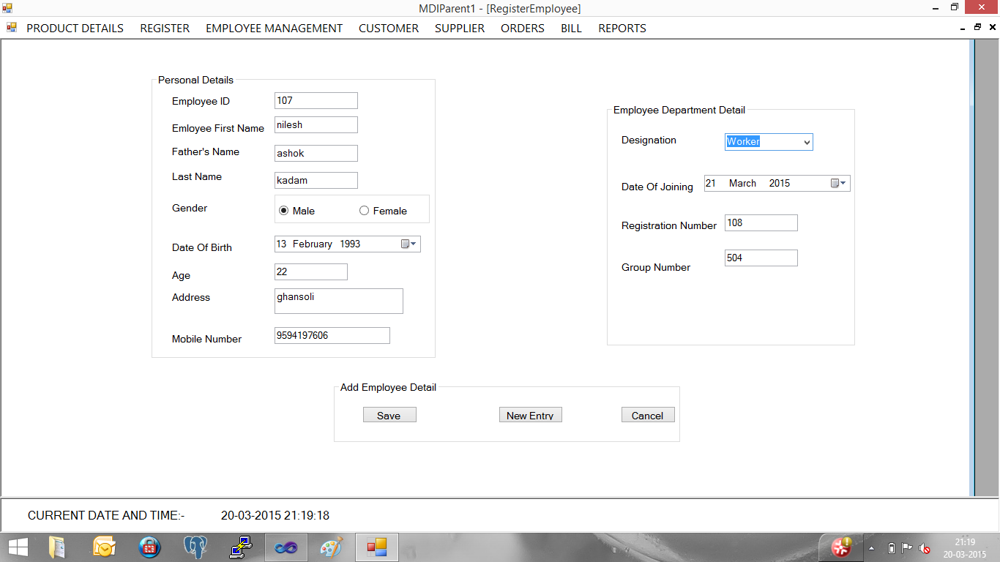 MDIParent1 - [RegisterEmployee]
PRODUCT DETAILS REGISTER EMPLOYEE MANAGEMENT CUSTOMER SUPPLIER ORDERS BILL REPORTS
Personal Details
Employee ID 107
Emloyee First Name nilesh
Father's Name ashok
Last Name kadam
Gender Male Female
Date Of Birth 13 February 1993
Age 22
Address ghansoli
Mobile Number 9594197606
Employee Department Detail
Designation Worker
Date Of Joining 21 March 2015
Registration Number 108
Group Number 504
Add Employee Detail
Save New Entry Cancel
CURRENT DATE AND TIME:- 20-03-2015 21:19:18
21:19
20-03-2015